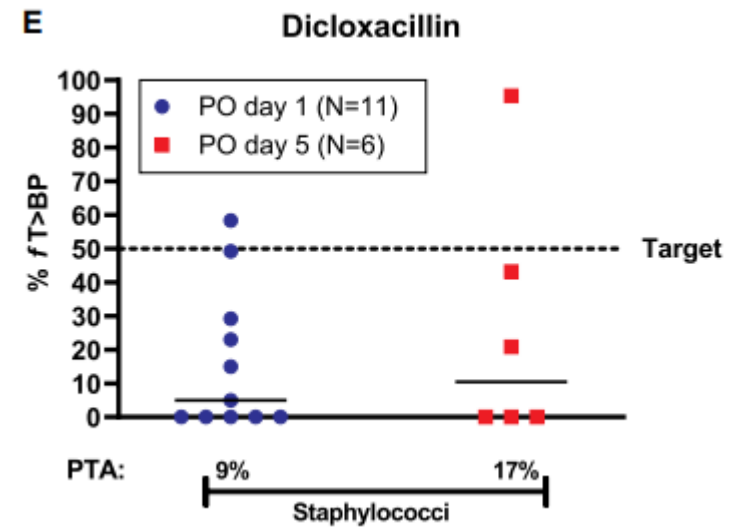 E
Dicloxacillin
100
90
80
70
60
50
40
30
20
10
0
% f T>BP
PO day 1 (N=11)
PO day 5 (N=6)
Target
PTA: 9% 17%
Staphylococci